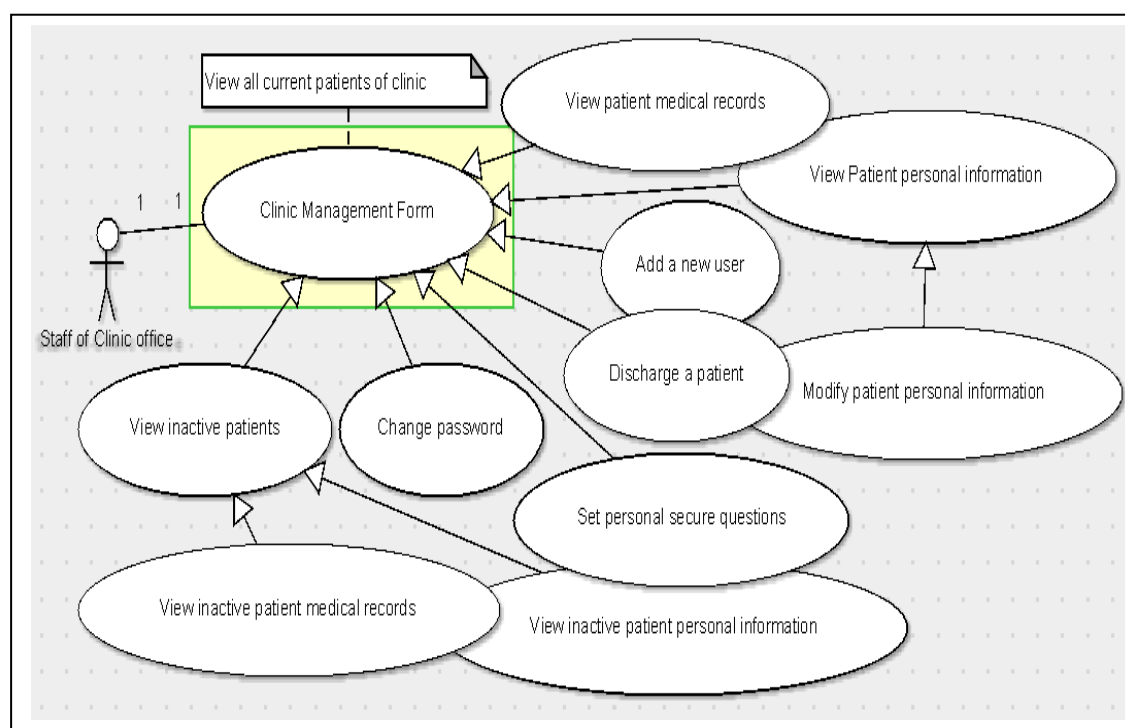 View all current patients of clinic
View patient medical records
View Patient personal information
1 1
Clinic Management Form
Add a new user
Staff of Clinic office
Discharge a patient
Modify patient personal information
View inactive patients
Change password
Set personal secure questions
View inactive patient medical records
View inactive patient personal information